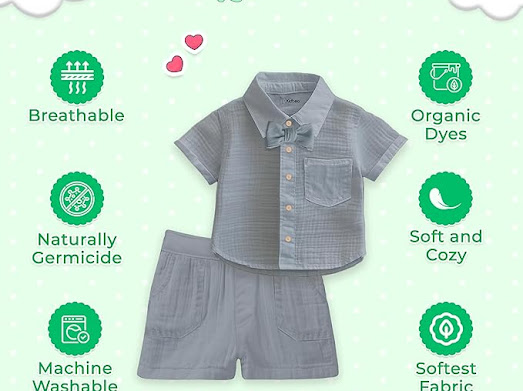 Breathable
Organic
Dyes
Naturally
Germicide
Soft and
Cozy
Machine
Washable
Softest
Fabric